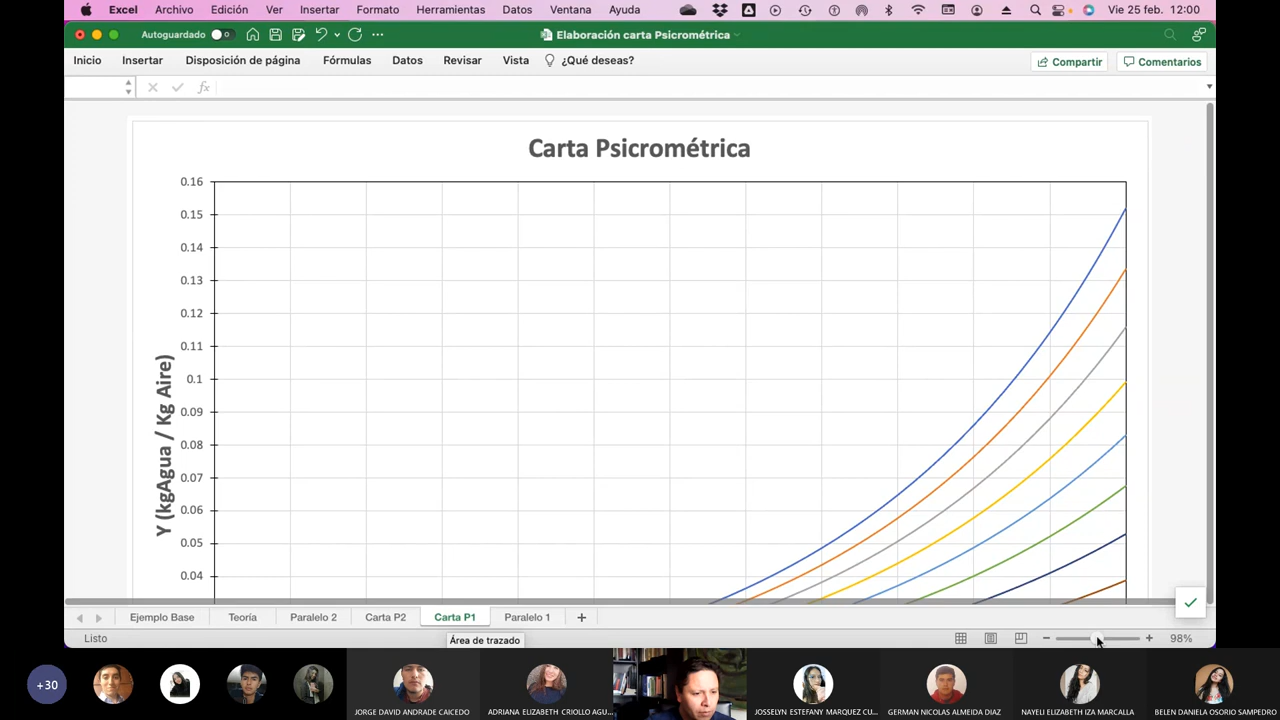 Excel Archivo Edición Ver Insertar Formato Herramientas Datos Ventana Ayuda Vie 25 feb. 12:00
Autoguardado Elaboración carta Psicrométrica
Inicio Insertar Disposición de página Fórmulas Datos Revisar Vista ¿Qué deseas? Compartir Comentarios
fx
Carta Psicrométrica
0.16
0.15
0.14
0.13
0.12
0.11
0.1
0.09
0.08
0.07
0.06
0.05
0.04
Y (kgAgua / Kg Aire)
Ejemplo Base Teoría Paralelo 2 Carta P2 Carta P1 Paralelo 1 +
Área de trazado
Listo 98%
+30
JORGE DAVID ANDRADE CAICEDO ADRIANA ELIZABETH CRIOLLO AGU... JOSSELYN ESTEFANY MARQUEZ CU... GERMAN NICOLAS ALMEIDA DIAZ NAYELI ELIZABETH IZA MARCALLA BELEN DANIELA OSORIO SAMPEDRO